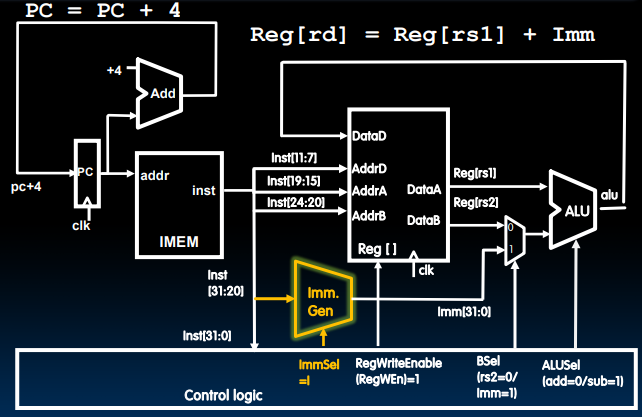 PC = PC + 4
Reg[rd] = Reg[rs1] + Imm
+4
Add
DataD
Inst[11:7]
AddrD
PC
addr
Inst[19:15]
AddrA
DataA
Reg[rs1]
pc+4
inst
Inst[24:20]
AddrB
DataB
Reg[rs2]
ALU
alu
clk
IMEM
Reg [ ]
clk
0
1
Inst
[31:20]
Imm.
Gen
Imm[31:0]
Inst[31:0]
ImmSel
=I
RegWriteEnable
(RegWEn)=1
BSel
(rs2=0/
Imm=1)
ALUSel
(add=0/sub=1)
Control logic